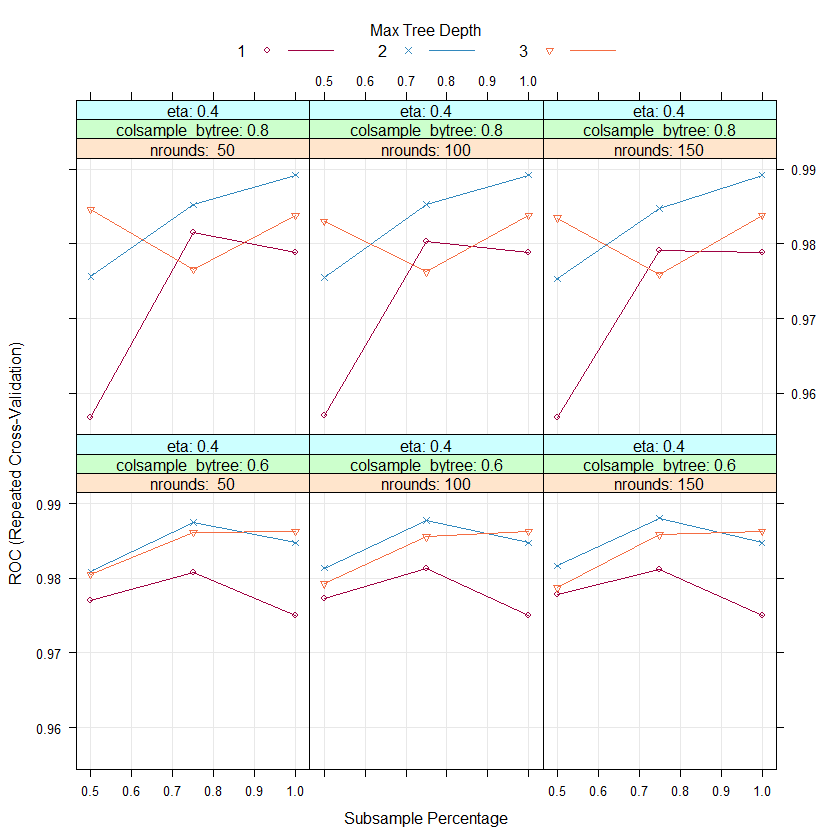 Max Tree Depth
1 2 3
0.5 0.6 0.7 0.8 0.9 1.0
eta: 0.4 eta: 0.4 eta: 0.4
colsample_bytree: 0.8 colsample_bytree: 0.8 colsample_bytree: 0.8
nrounds: 50 nrounds: 100 nrounds: 150
0.99
0.98
0.97
0.96
eta: 0.4 eta: 0.4 eta: 0.4
colsample_bytree: 0.6 colsample_bytree: 0.6 colsample_bytree: 0.6
nrounds: 50 nrounds: 100 nrounds: 150
0.99
0.98
0.97
0.96
ROC (Repeated Cross-Validation)
0.5 0.6 0.7 0.8 0.9 1.0 0.5 0.6 0.7 0.8 0.9 1.0
Subsample Percentage